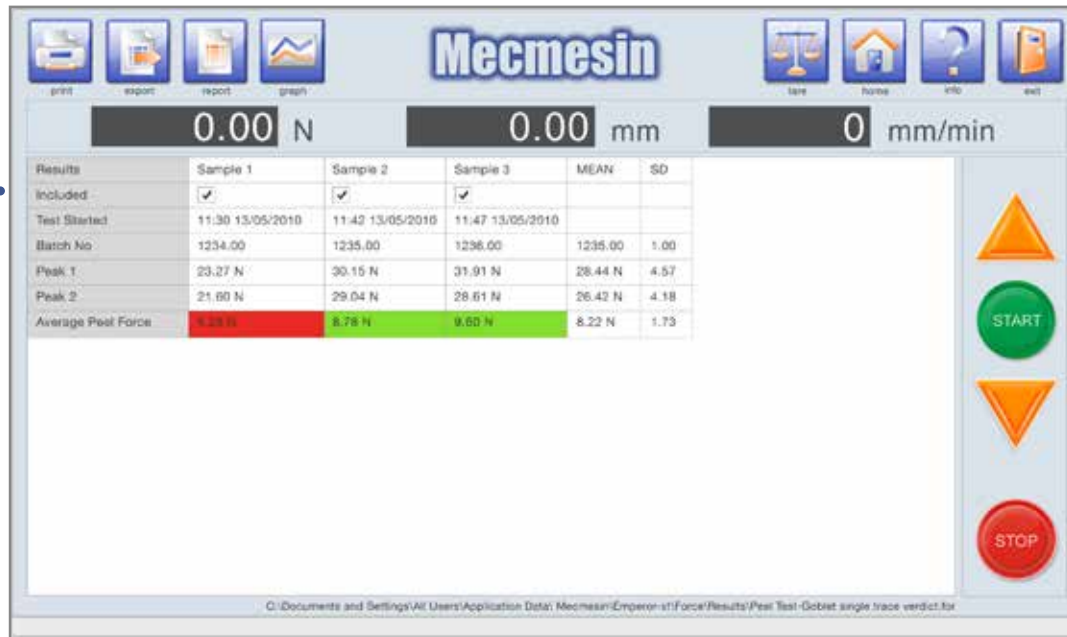 Mecmesin
print export report graph tare home info exit
0.00 N 0.00 mm 0 mm/min
Results Sample 1 Sample 2 Sample 3 MEAN SD
Included
Test Started 11:30 13/05/2010 11:42 13/05/2010 11:47 13/05/2010
Batch No 1234.00 1235.00 1236.00 1235.00 1.00
Peak 1 23.27 N 30.15 N 31.91 N 28.44 N 4.57
Peak 2 21.60 N 29.04 N 28.61 N 26.42 N 4.18
Average Peel Force 8.78 N 9.60 N 8.22 N 1.73
START
STOP
C:\Documents and Settings\All Users\Application Data\ Mecmesin\Emperor-xt\Force\Results\Peel Test-Goblet single trace verdict.for